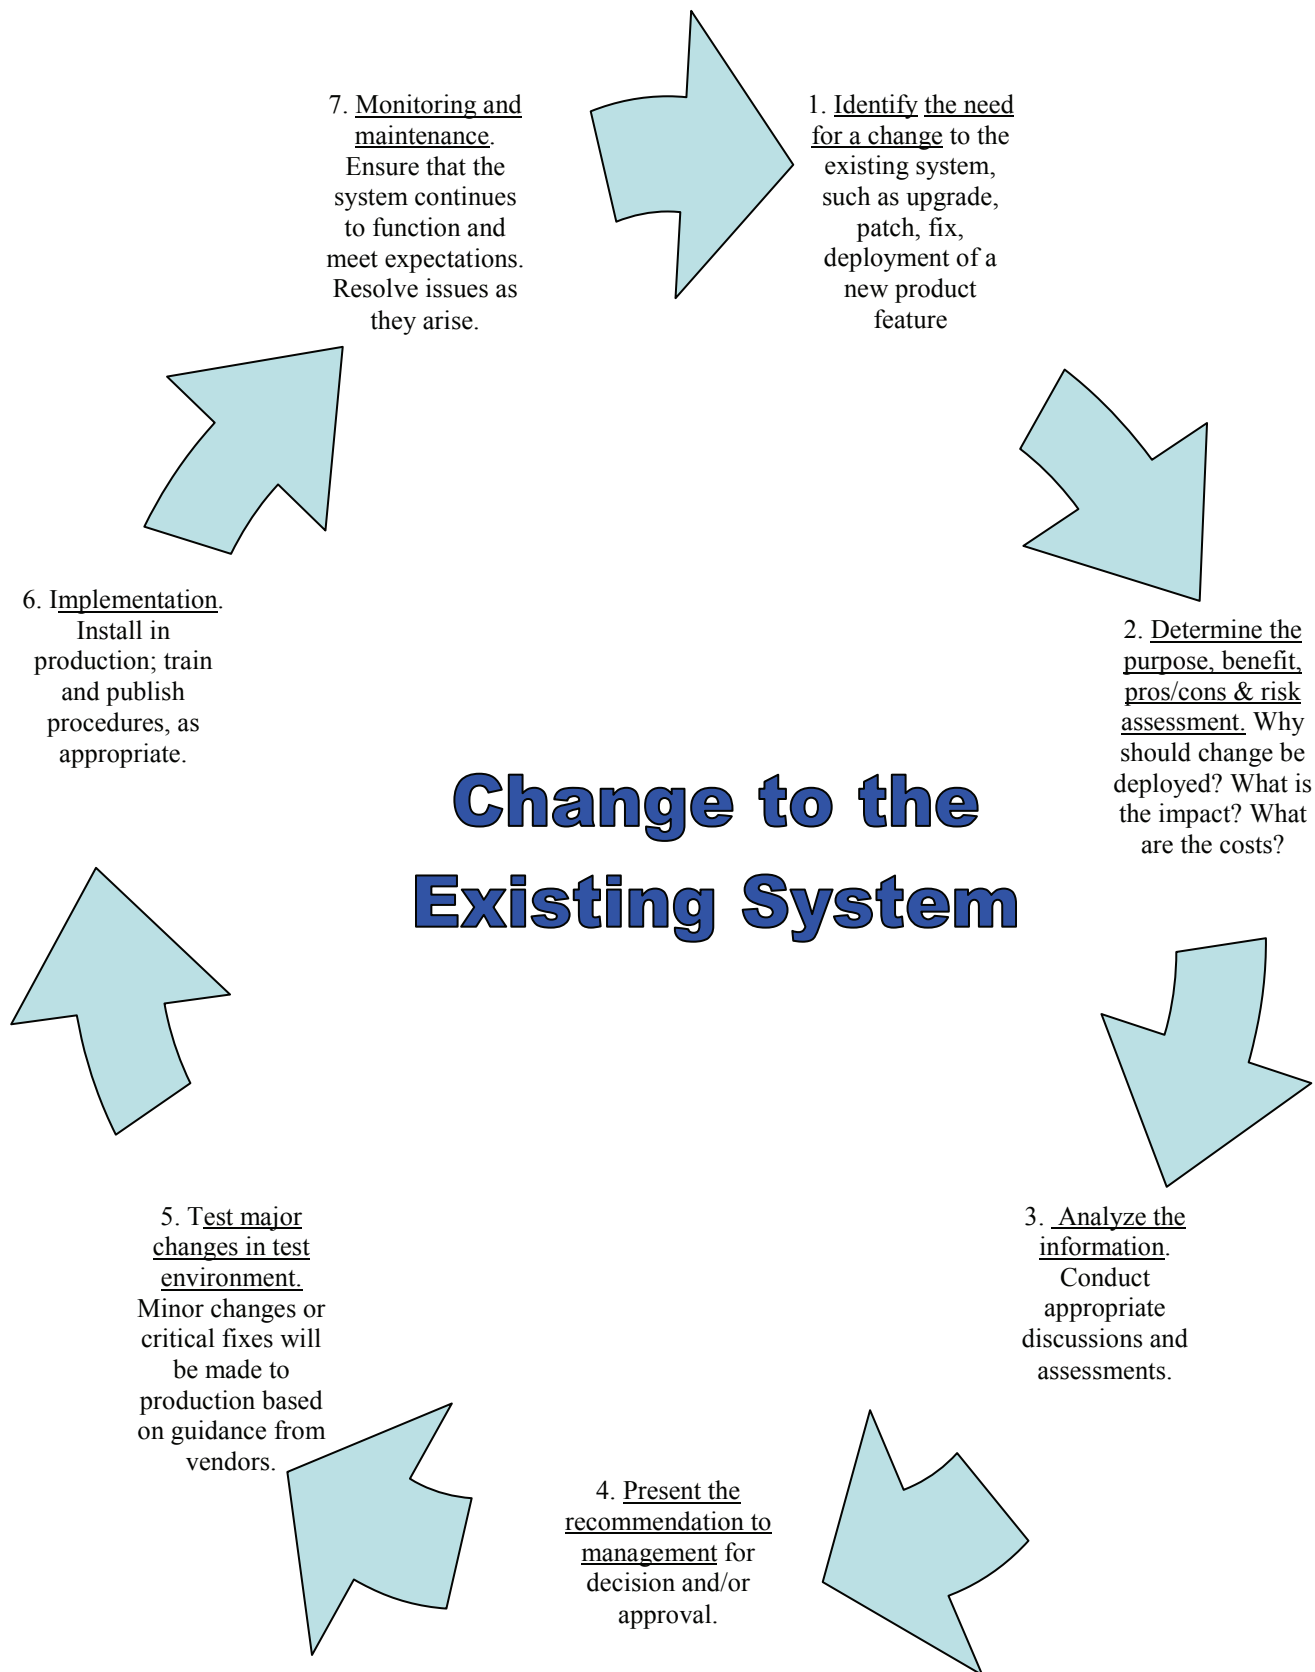 7. Monitoring and
maintenance.
Ensure that the
system continues
to function and
meet expectations.
Resolve issues as
they arise.
1. Identify the need
for a change to the
existing system,
such as upgrade,
patch, fix,
deployment of a
new product
feature
6. Implementation.
Install in
production; train
and publish
procedures, as
appropriate.
2. Determine the
purpose, benefit,
pros/cons & risk
assessment. Why
should change be
deployed? What is
the impact? What
are the costs?
Change to the
Existing System
5. Test major
changes in test
environment.
Minor changes or
critical fixes will
be made to
production based
on guidance from
vendors.
3. Analyze the
information.
Conduct
appropriate
discussions and
assessments.
4. Present the
recommendation to
management for
decision and/or
approval.